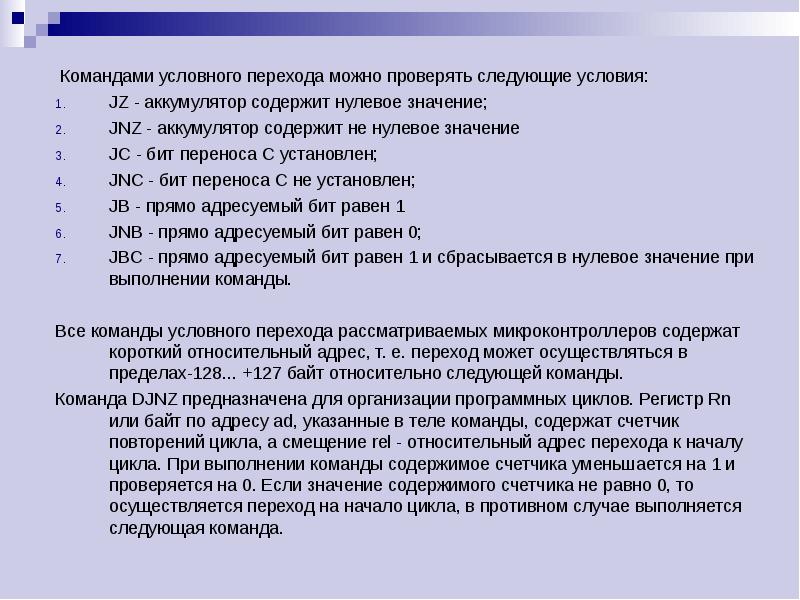 Командами условного перехода можно проверять следующие условия:
1. JZ - аккумулятор содержит нулевое значение;
2. JNZ - аккумулятор содержит не нулевое значение
3. JC - бит переноса С установлен;
4. JNC - бит переноса С не установлен;
5. JB - прямо адресуемый бит равен 1
6. JNB - прямо адресуемый бит равен 0;
7. JBC - прямо адресуемый бит равен 1 и сбрасывается в нулевое значение при
выполнении команды.
Все команды условного перехода рассматриваемых микроконтроллеров содержат
короткий относительный адрес, т. е. переход может осуществляться в
пределах-128... +127 байт относительно следующей команды.
Команда DJNZ предназначена для организации программных циклов. Регистр Rn
или байт по адресу ad, указанные в теле команды, содержат счетчик
повторений цикла, а смещение rel - относительный адрес перехода к началу
цикла. При выполнении команды содержимое счетчика уменьшается на 1 и
проверяется на 0. Если значение содержимого счетчика не равно 0, то
осуществляется переход на начало цикла, в противном случае выполняется
следующая команда.